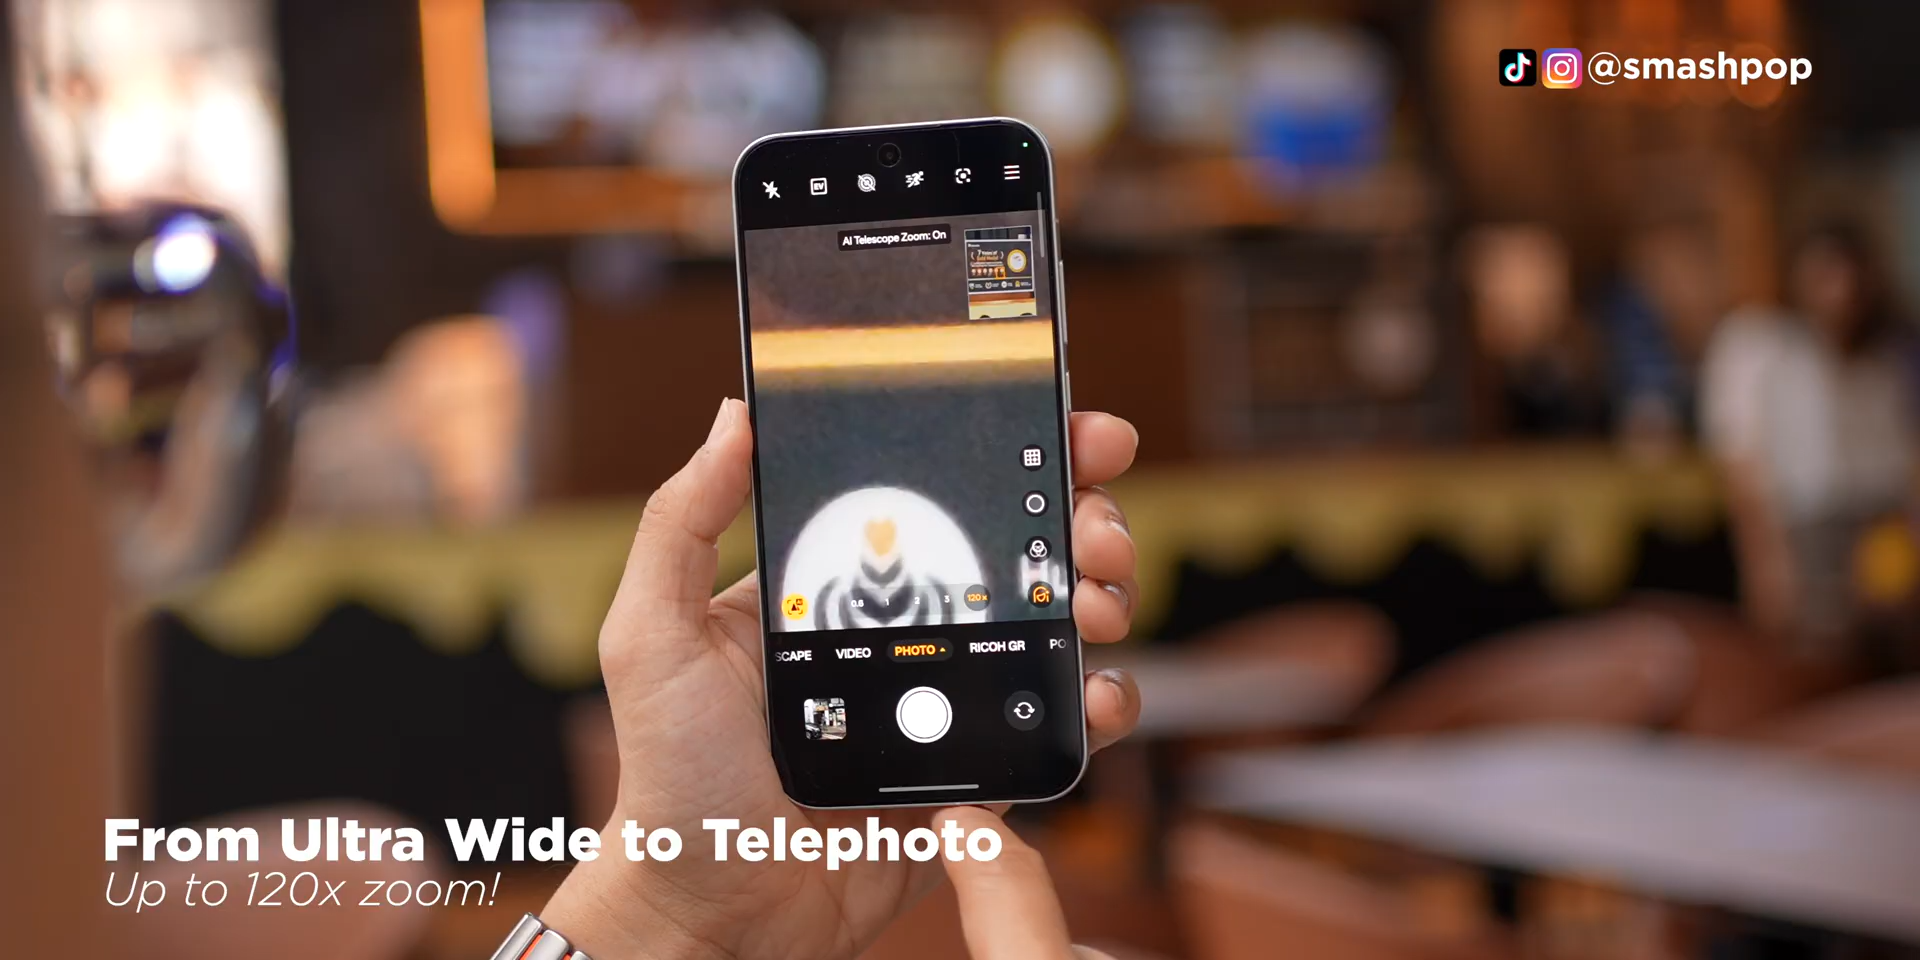 @smashpop
EV
AI Telescope Zoom: On
0.6 1 2 3 120x
SCAPE VIDEO PHOTO RICOH GR PO
From Ultra Wide to Telephoto
Up to 120x zoom!